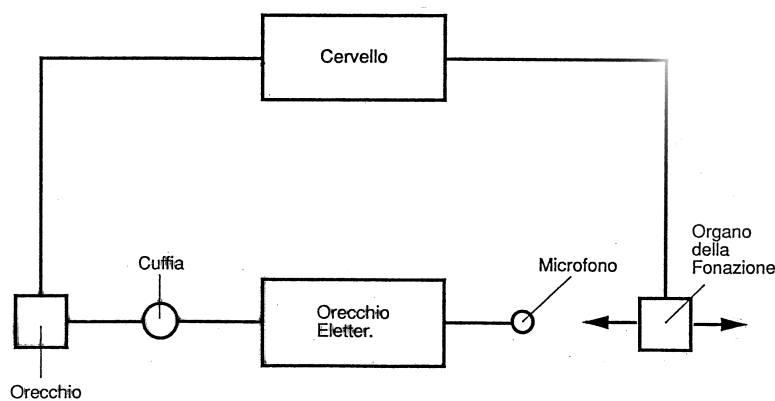 Cervello
Organo
della
Fonazione
Cuffia
Microfono
Orecchio
Eletter.
Orecchio